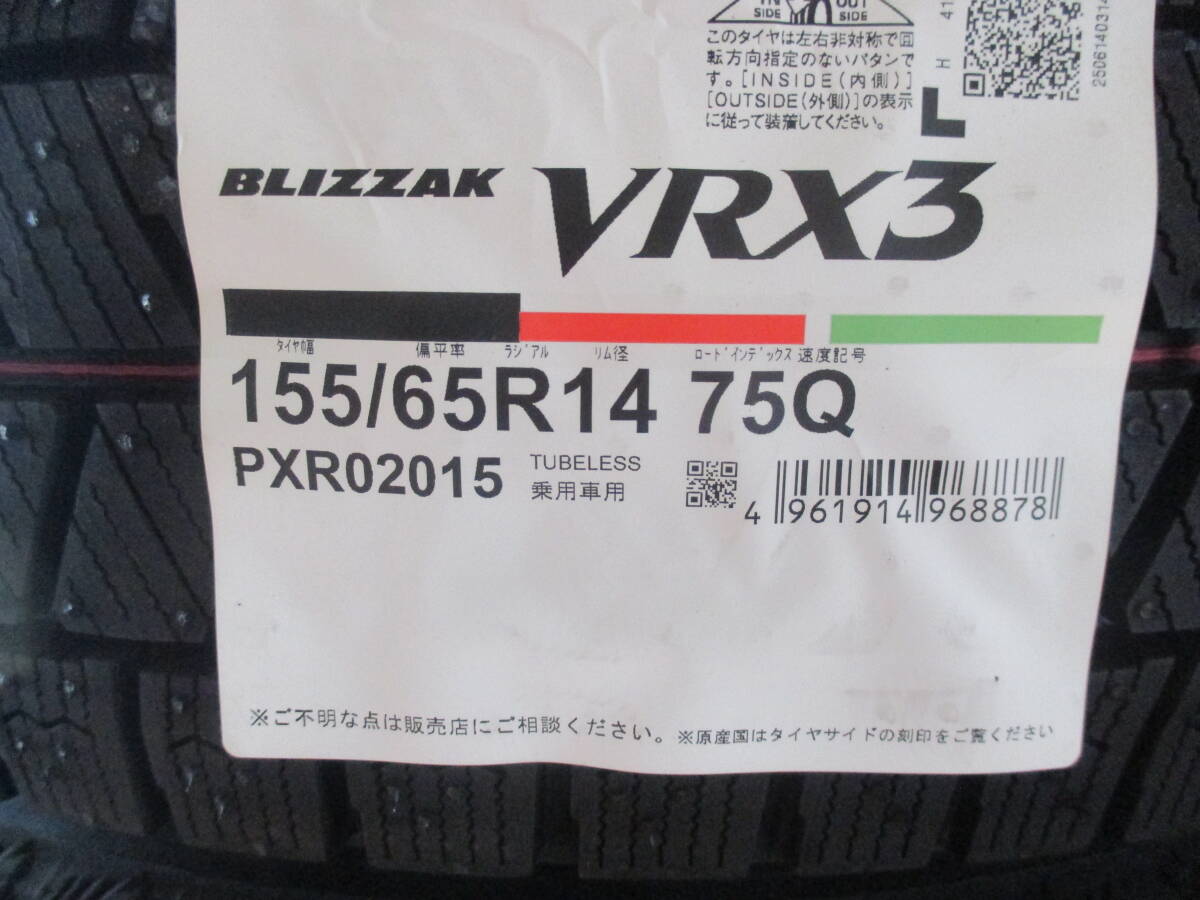 IN OUT
SIDE SIDE
このタイヤは左右非対称で回
転方向指定のないパタンで
す。[INSIDE(内側)]
[OUTSIDE(外側)]の表示
に従って装着してください。
L
H
BLIZZAK VRX3
タイヤ幅 偏平率 ラジアル リム径 ロードインデックス 速度記号
155/65R14 75Q
PXR02015 TUBELESS
乗用車用
4 961914 968878
※ご不明な点は販売店にご相談ください。 ※原産国はタイヤサイドの刻印をご覧ください